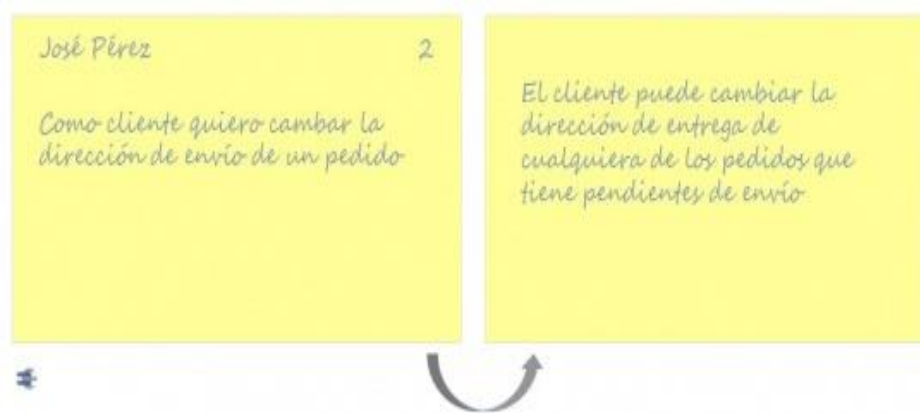 José Pérez 2
Como cliente quiero cambar la
dirección de envío de un pedido
El cliente puede cambiar la
dirección de entrega de
cualquiera de los pedidos que
tiene pendientes de envío